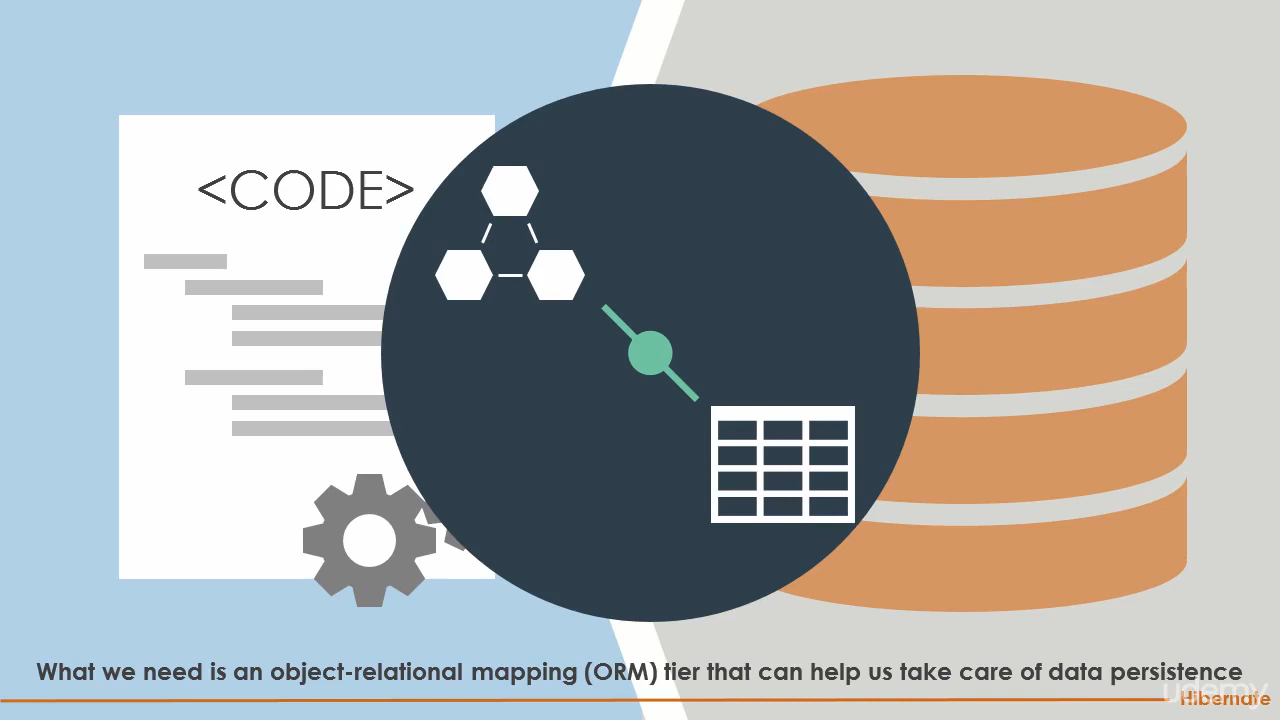 <CODE>
What we need is an object-relational mapping (ORM) tier that can help us take care of data persistence
udemy
Hibernate